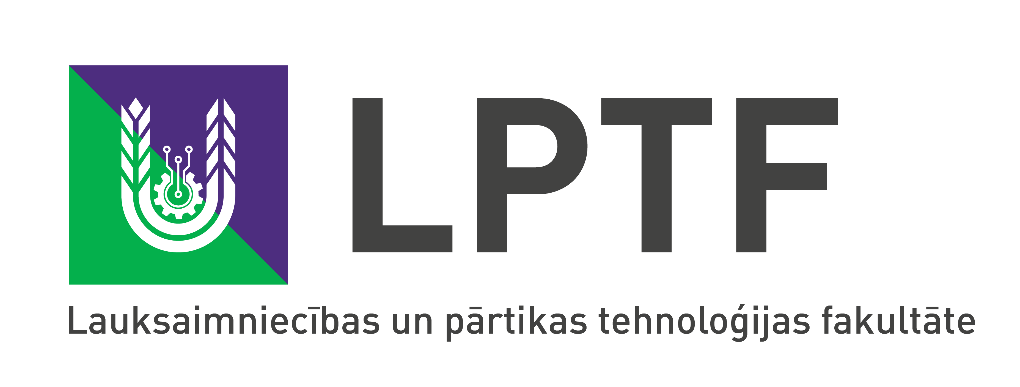 LPTF
Lauksaimniecības un pārtikas tehnoloģijas fakultāte